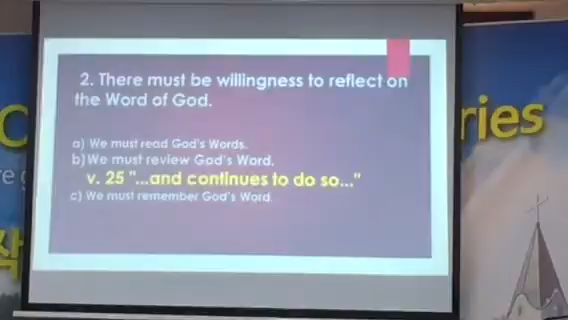 2. There must be willingness to reflect on
the Word of God.
a) We must read God's Words.
b)We must review God's Word.
v. 25 "...and continues to do so..."
c) We must remember God's Word
C
ries
re g